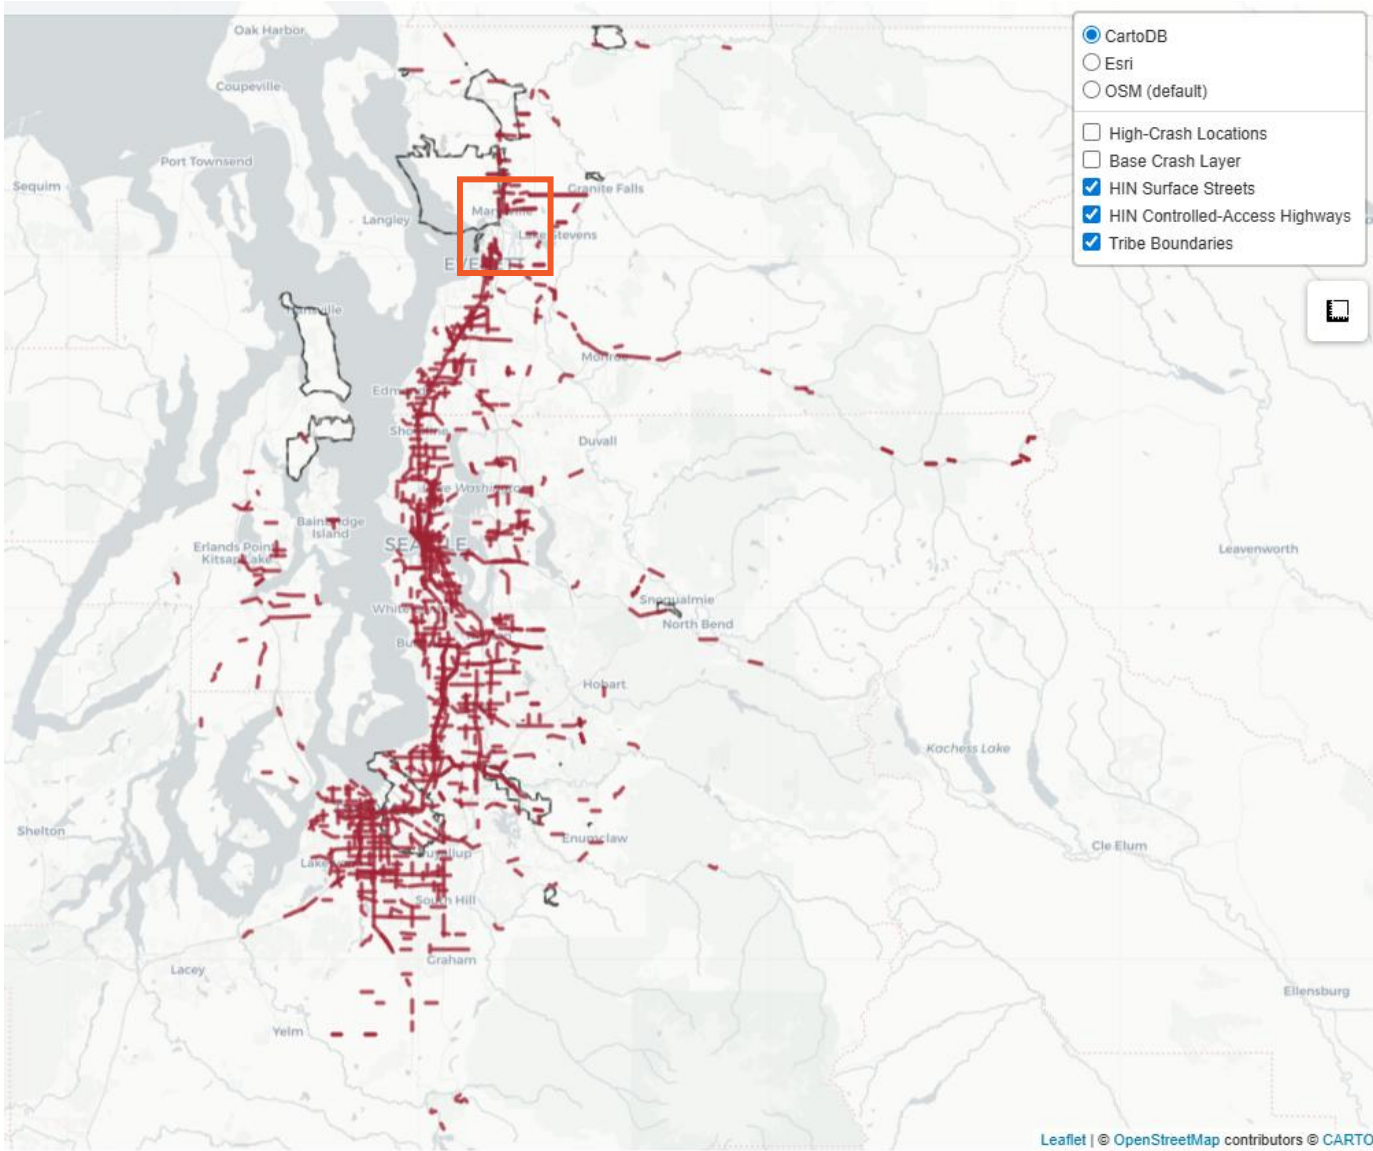 Oak Harbor
Coupeville
Port Townsend
Sequim
Langley
Granite Falls
Lake Stevens
Monroe
Duvall
SEATTLE
Bainbridge
Island
Erlands Point
Kitsap Lake
Leavenworth
Snoqualmie
North Bend
Hobart
Kachess Lake
Shelton
Enumclaw
Cle Elum
South Hill
Graham
Lacey
Ellensburg
Yelm
CartoDB
Esri
OSM (default)
High-Crash Locations
Base Crash Layer
HIN Surface Streets
HIN Controlled-Access Highways
Tribe Boundaries
Leaflet | © OpenStreetMap contributors © CARTO